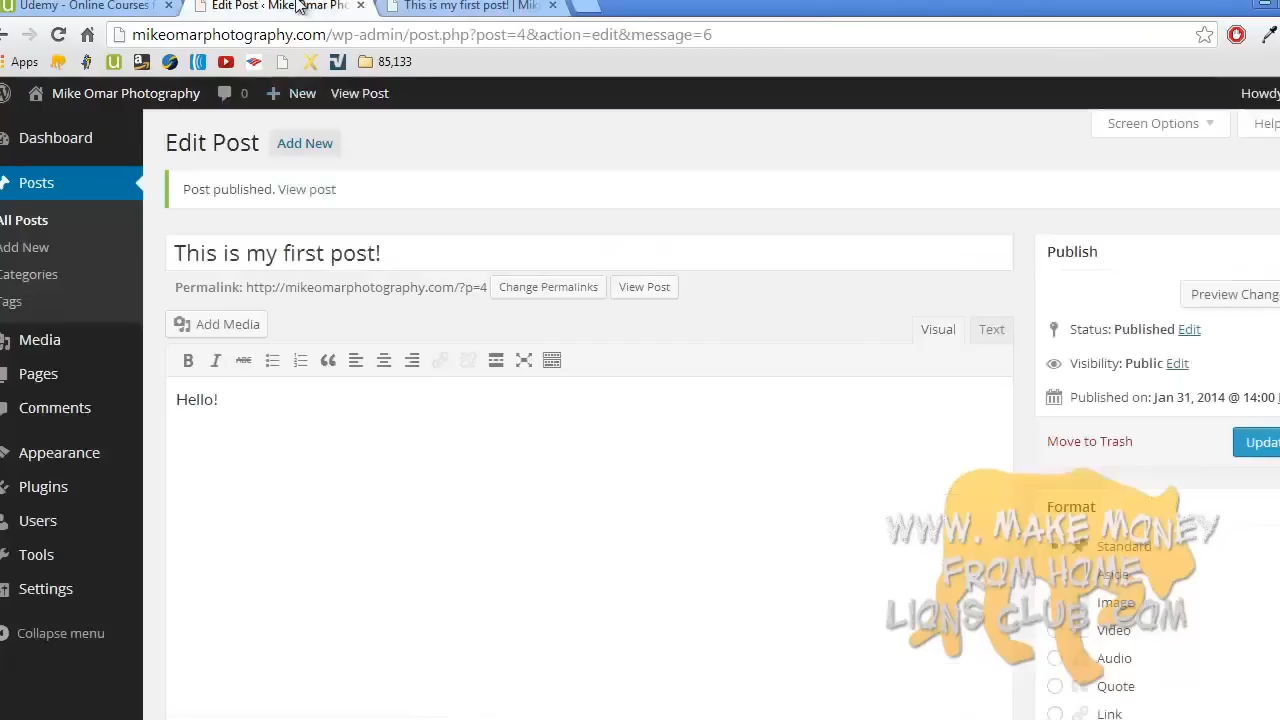 Udemy - Online Courses f
Edit Post ‹ MikeOmar Pho
This is my first post! | Mik
mikeomarphotography.com/wp-admin/post.php?post=4&action=edit&message=6
Apps
85,133
Mike Omar Photography
0
New
View Post
Howdy
Dashboard
Posts
All Posts
Add New
Categories
Tags
Media
Pages
Comments
Appearance
Plugins
Users
Tools
Settings
Collapse menu
Edit Post
Add New
Screen Options
Help
Post published. View post
This is my first post!
Permalink: http://mikeomarphotography.com/?p=4
Change Permalinks
View Post
Add Media
Visual
Text
B I ABC
Hello!
Publish
Preview Chang
Status: Published Edit
Visibility: Public Edit
Published on: Jan 31, 2014 @ 14:00
Move to Trash
Updat
Format
Standard
Aside
Image
Video
Audio
Quote
Link
WWW. MAKE MONEY
FROM HOME
LIONS CLUB .COM